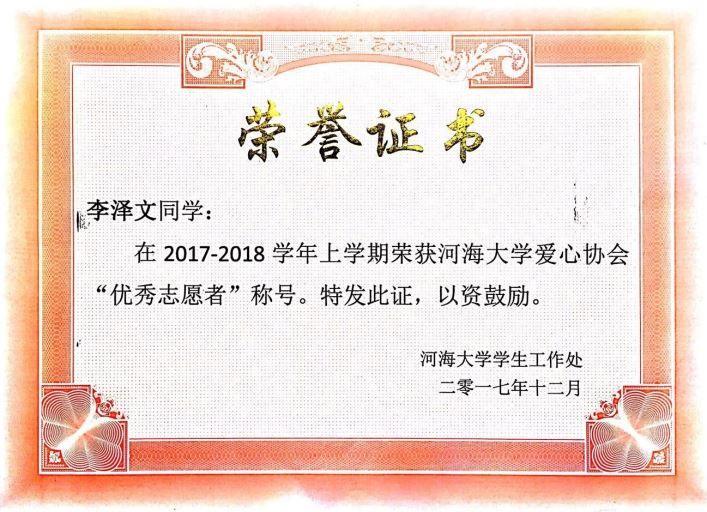 荣誉证书
李泽文同学：
在 2017-2018 学年上学期荣获河海大学爱心协会
“优秀志愿者”称号。特发此证，以资鼓励。
河海大学学生工作处
二零一七年十二月